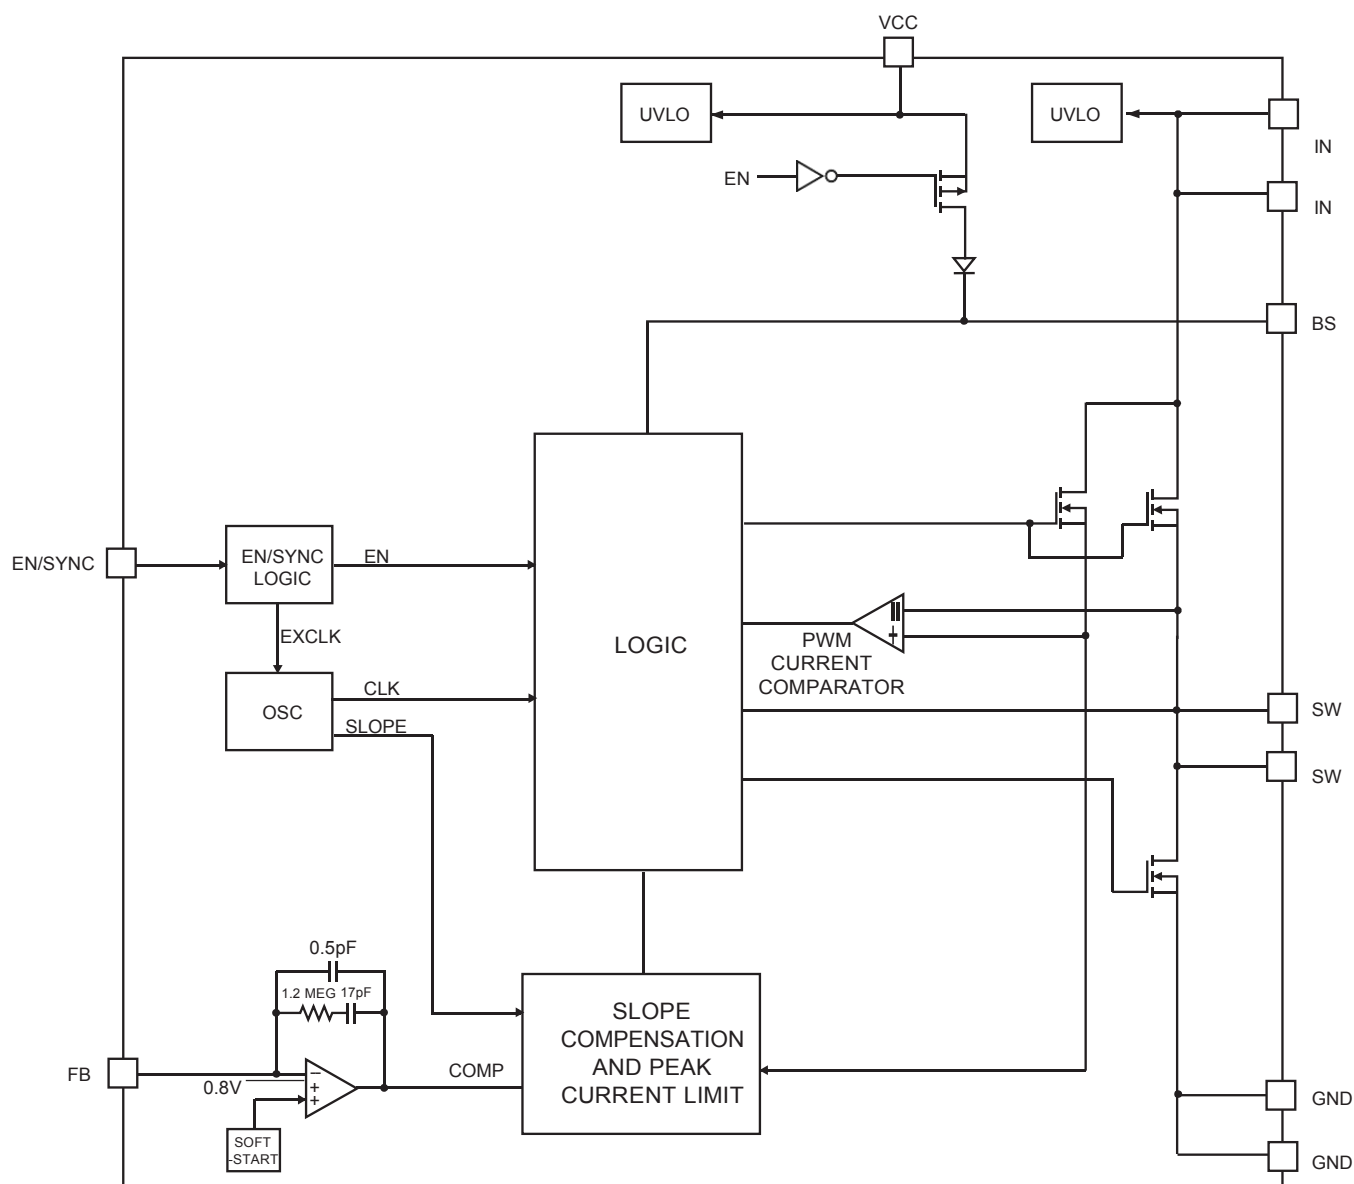 VCC
UVLO
UVLO
IN
EN
IN
BS
EN/SYNC
EN/SYNC
LOGIC
EN
EXCLK
LOGIC
PWM
CURRENT
COMPARATOR
OSC
CLK
SLOPE
SW
SW
0.5pF
1.2 MEG 17pF
SLOPE
COMPENSATION
AND PEAK
CURRENT LIMIT
FB
0.8V
COMP
SOFT
-START
GND
GND